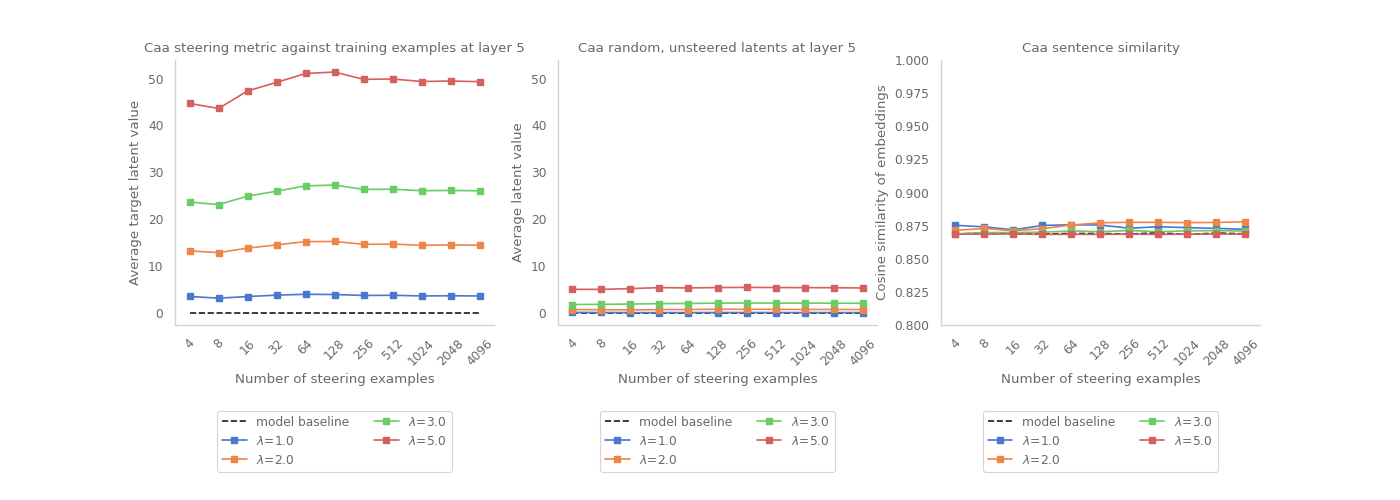 Caa steering metric against training examples at layer 5
Average target latent value
50
40
30
20
10
0
4 8 16 32 64 128 256 512 1024 2048 4096
Number of steering examples
model baseline
λ=1.0
λ=2.0
λ=3.0
λ=5.0
Caa random, unsteered latents at layer 5
Average latent value
50
40
30
20
10
0
4 8 16 32 64 128 256 512 1024 2048 4096
Number of steering examples
model baseline
λ=1.0
λ=2.0
λ=3.0
λ=5.0
Caa sentence similarity
Cosine similarity of embeddings
1.000
0.975
0.950
0.925
0.900
0.875
0.850
0.825
0.800
4 8 16 32 64 128 256 512 1024 2048 4096
Number of steering examples
model baseline
λ=1.0
λ=2.0
λ=3.0
λ=5.0